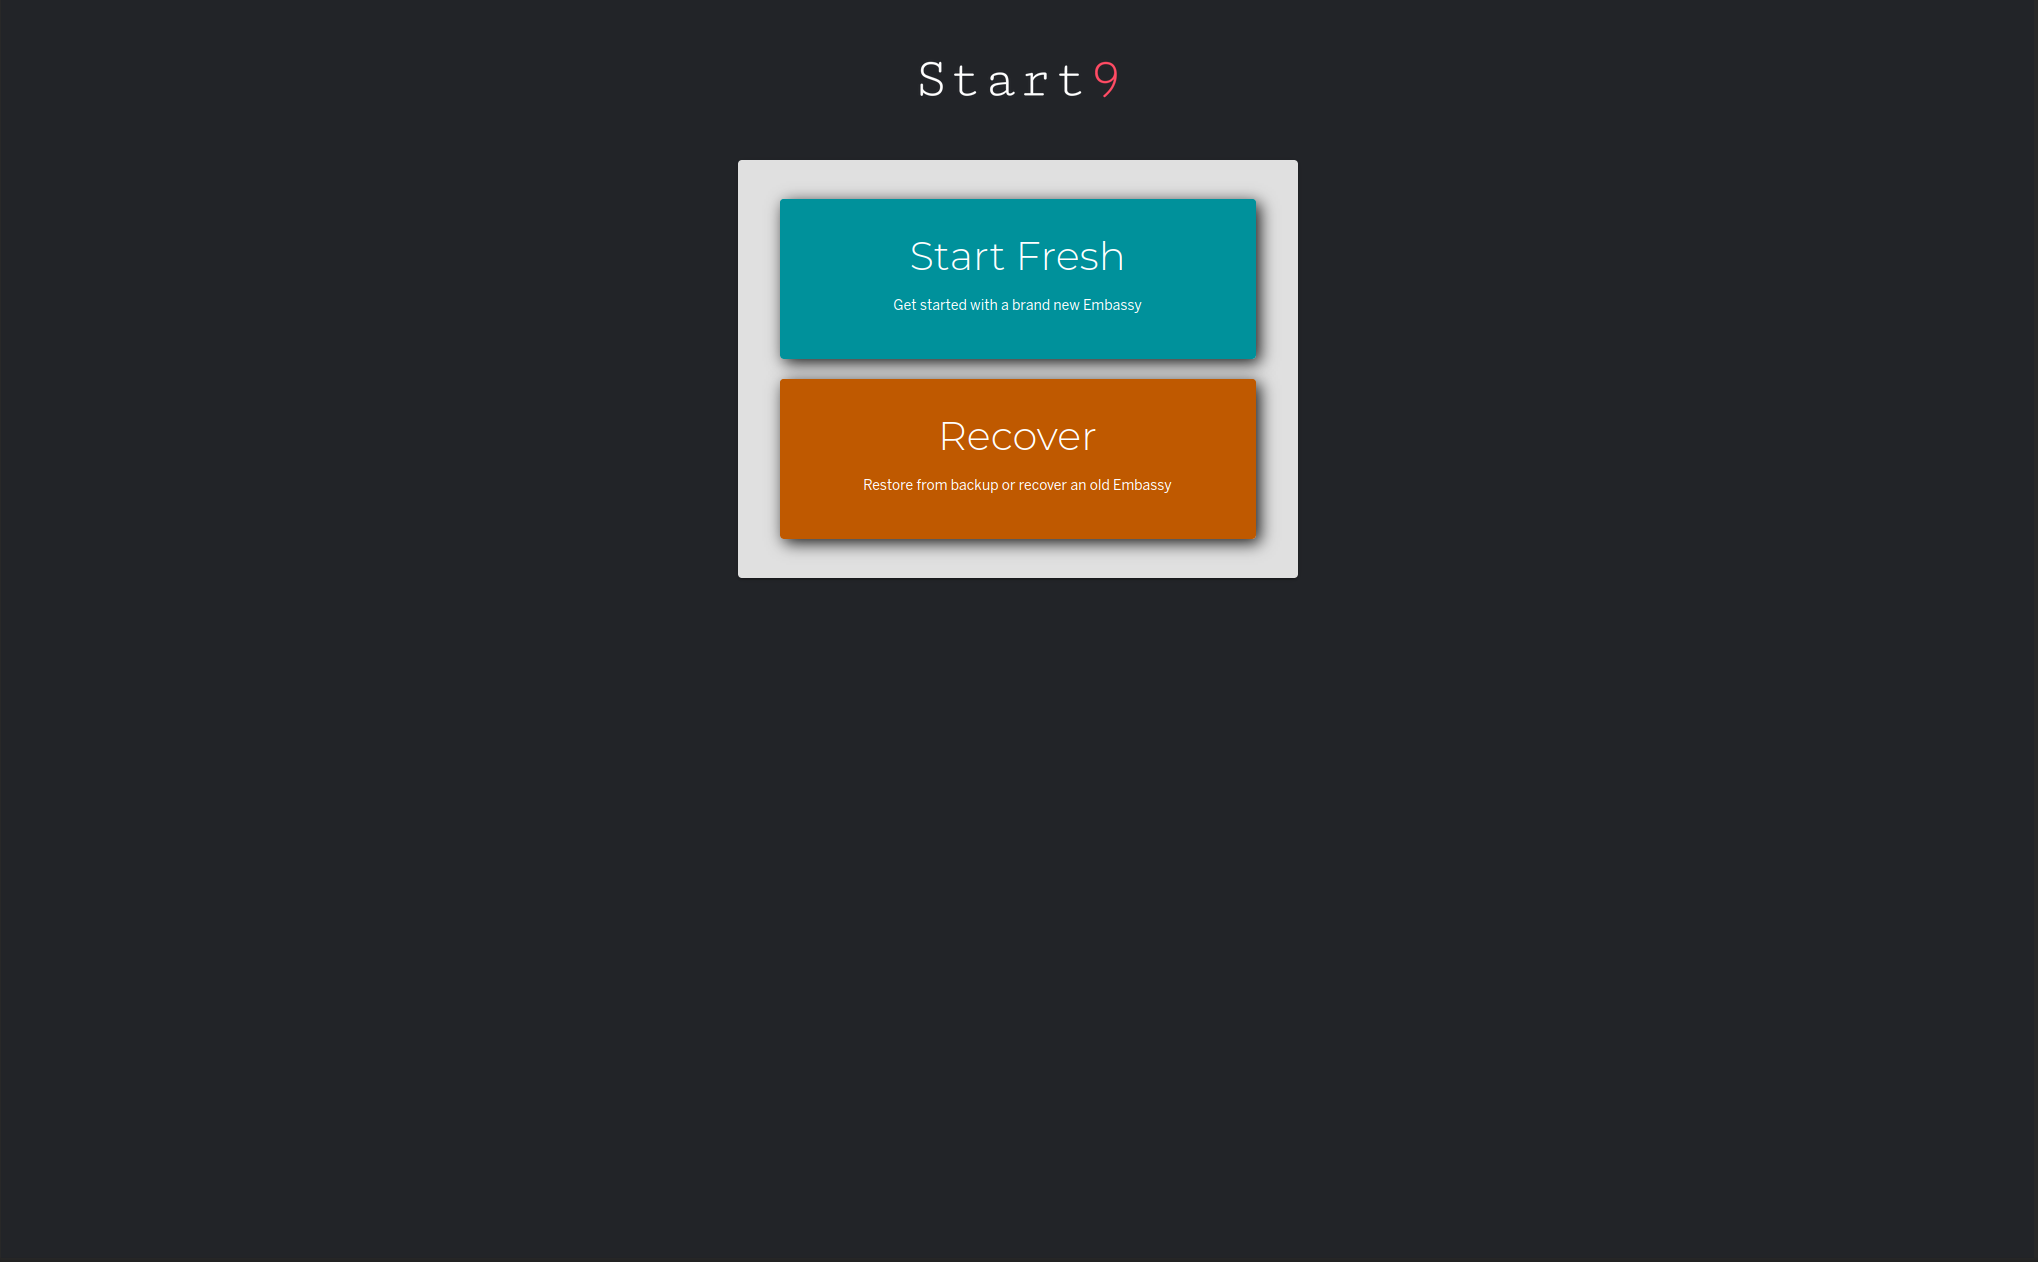 Start9
Start Fresh
Get started with a brand new Embassy
Recover
Restore from backup or recover an old Embassy